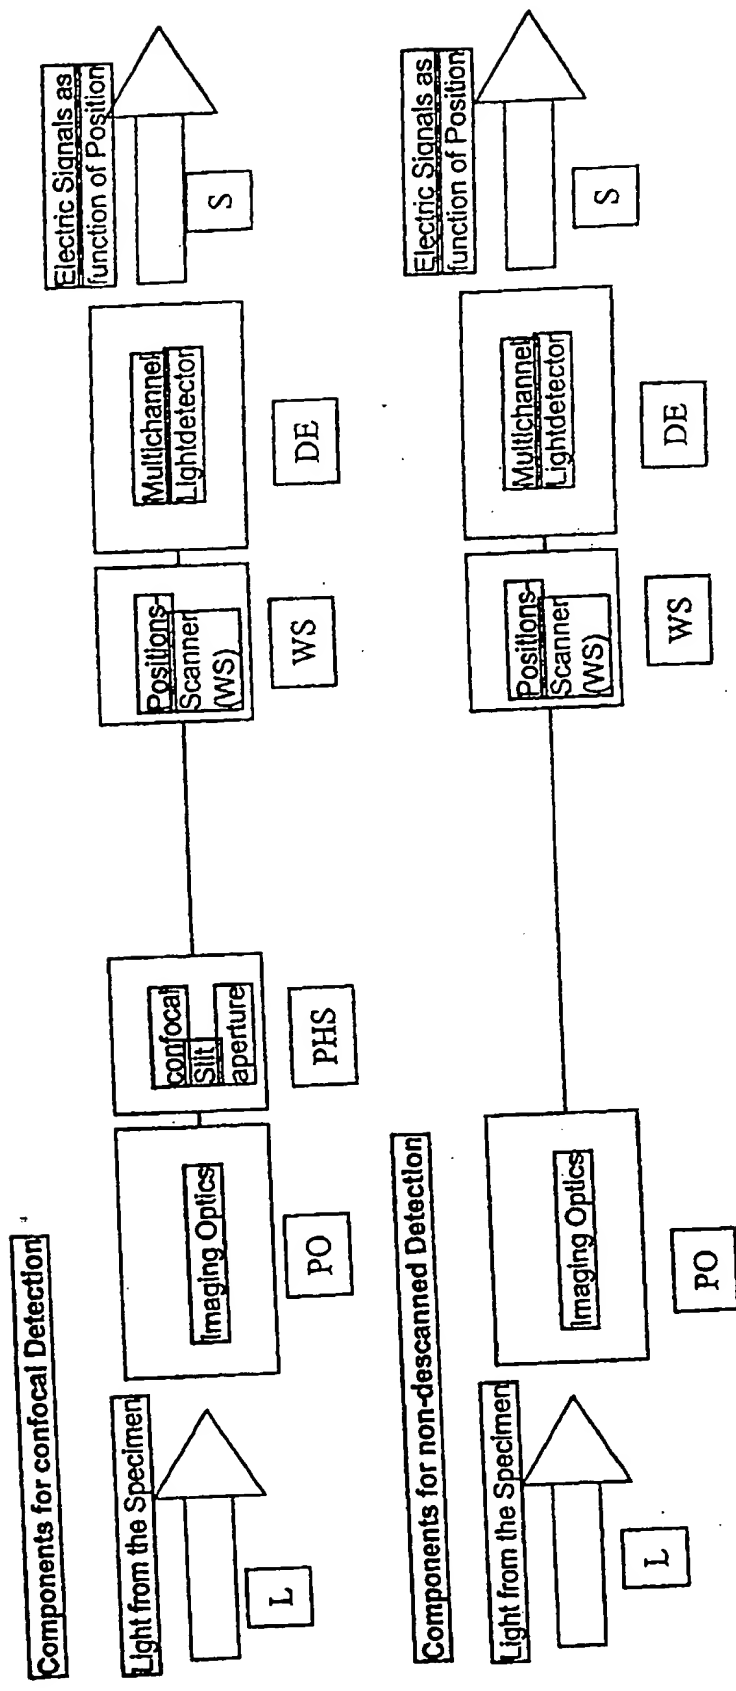 Components for confocal Detection
Light from the Specimen
L
Imaging Optics
PO
confocal
Slit
aperture
PHS
Positions-
Scanner
(WS)
WS
Multichannel
Lightdetector
DE
Electric Signals as
function of Position
S
Components for non-descanned Detection
Light from the Specimen
L
Imaging Optics
PO
Positions-
Scanner
(WS)
WS
Multichannel
Lightdetector
DE
Electric Signals as
function of Position
S